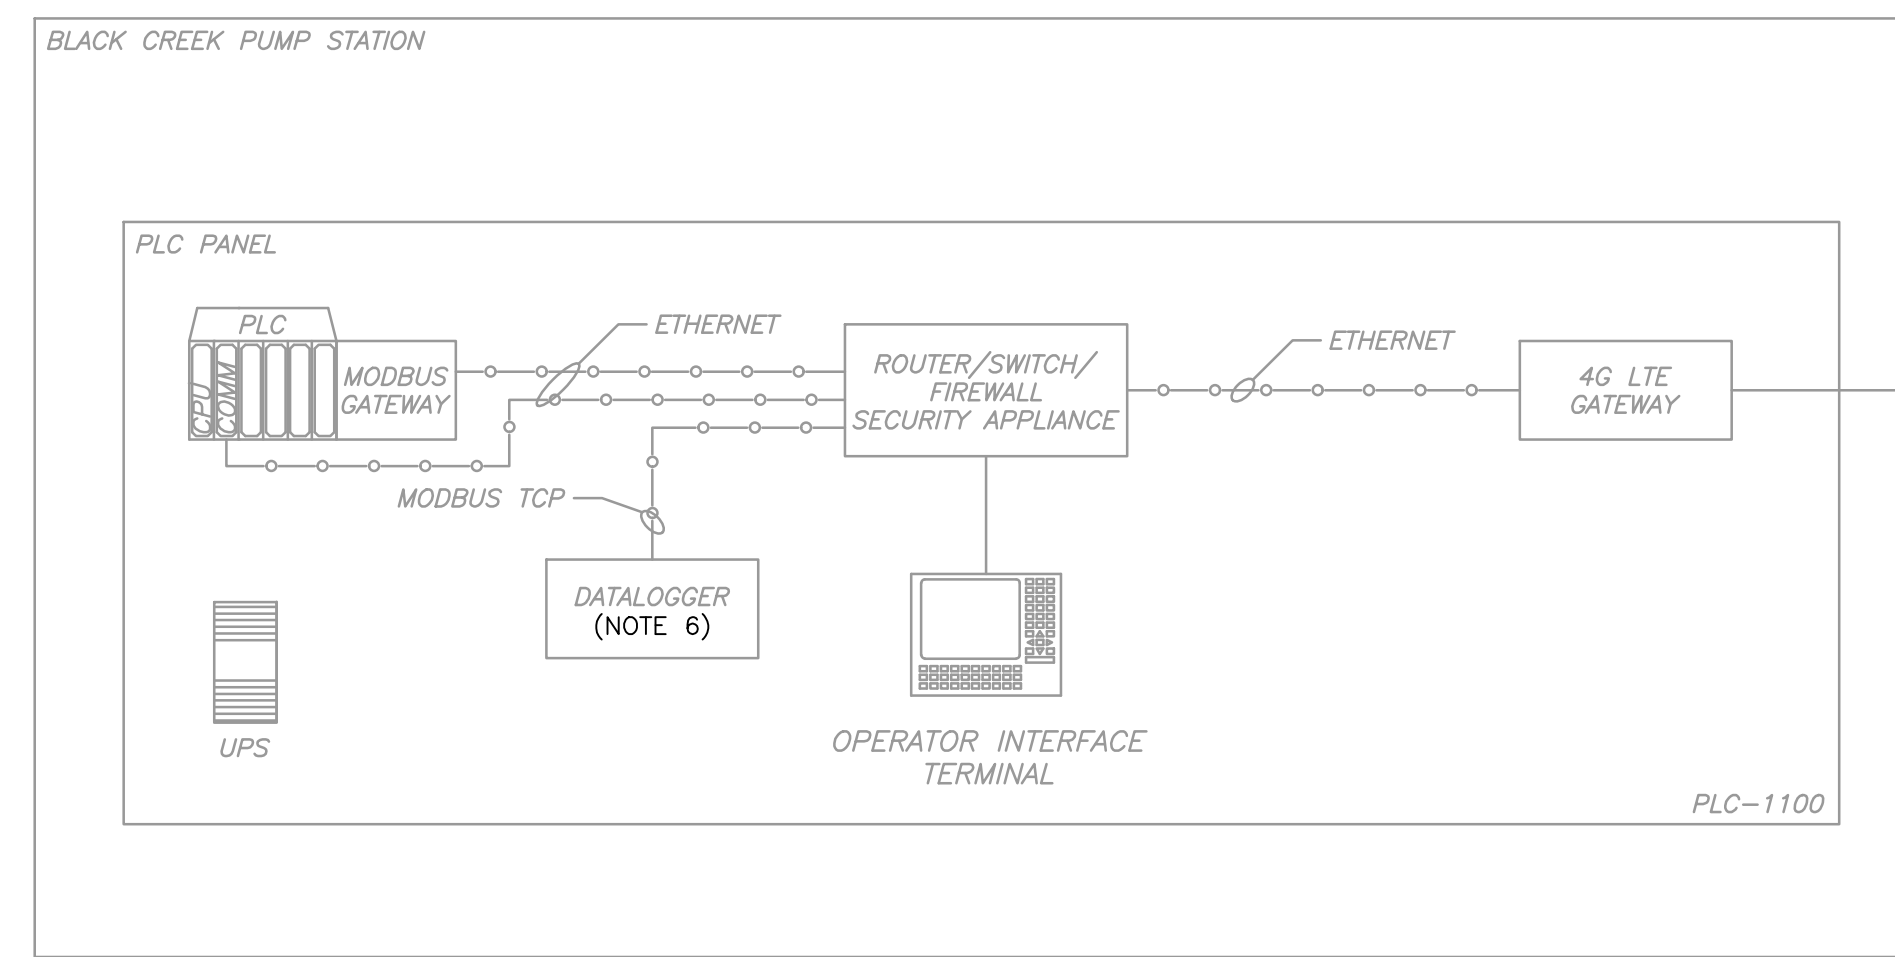 BLACK CREEK PUMP STATION
PLC PANEL
PLC
CPU
COMM
MODBUS
GATEWAY
ETHERNET
ROUTER/SWITCH/
FIREWALL
SECURITY APPLIANCE
ETHERNET
4G LTE
GATEWAY
MODBUS TCP
DATALOGGER
(NOTE 6)
UPS
OPERATOR INTERFACE
TERMINAL
PLC-1100